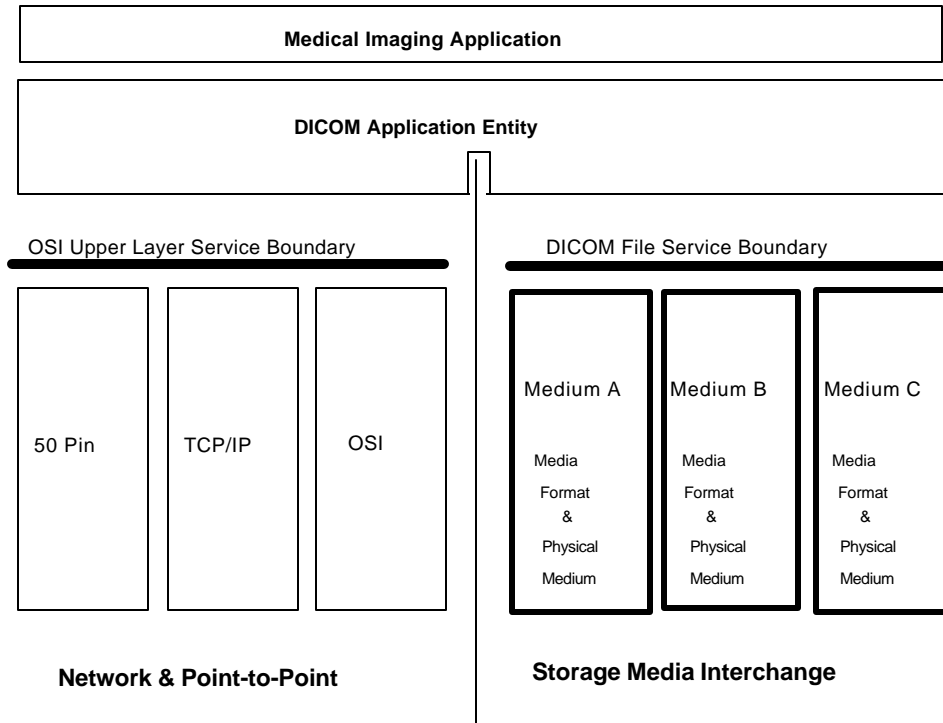 Medical Imaging Application
DICOM Application Entity
OSI Upper Layer Service Boundary
50 Pin
TCP/IP
OSI
Network & Point-to-Point
DICOM File Service Boundary
Medium A
Media
Format
&
Physical
Medium
Medium B
Media
Format
&
Physical
Medium
Medium C
Media
Format
&
Physical
Medium
Storage Media Interchange